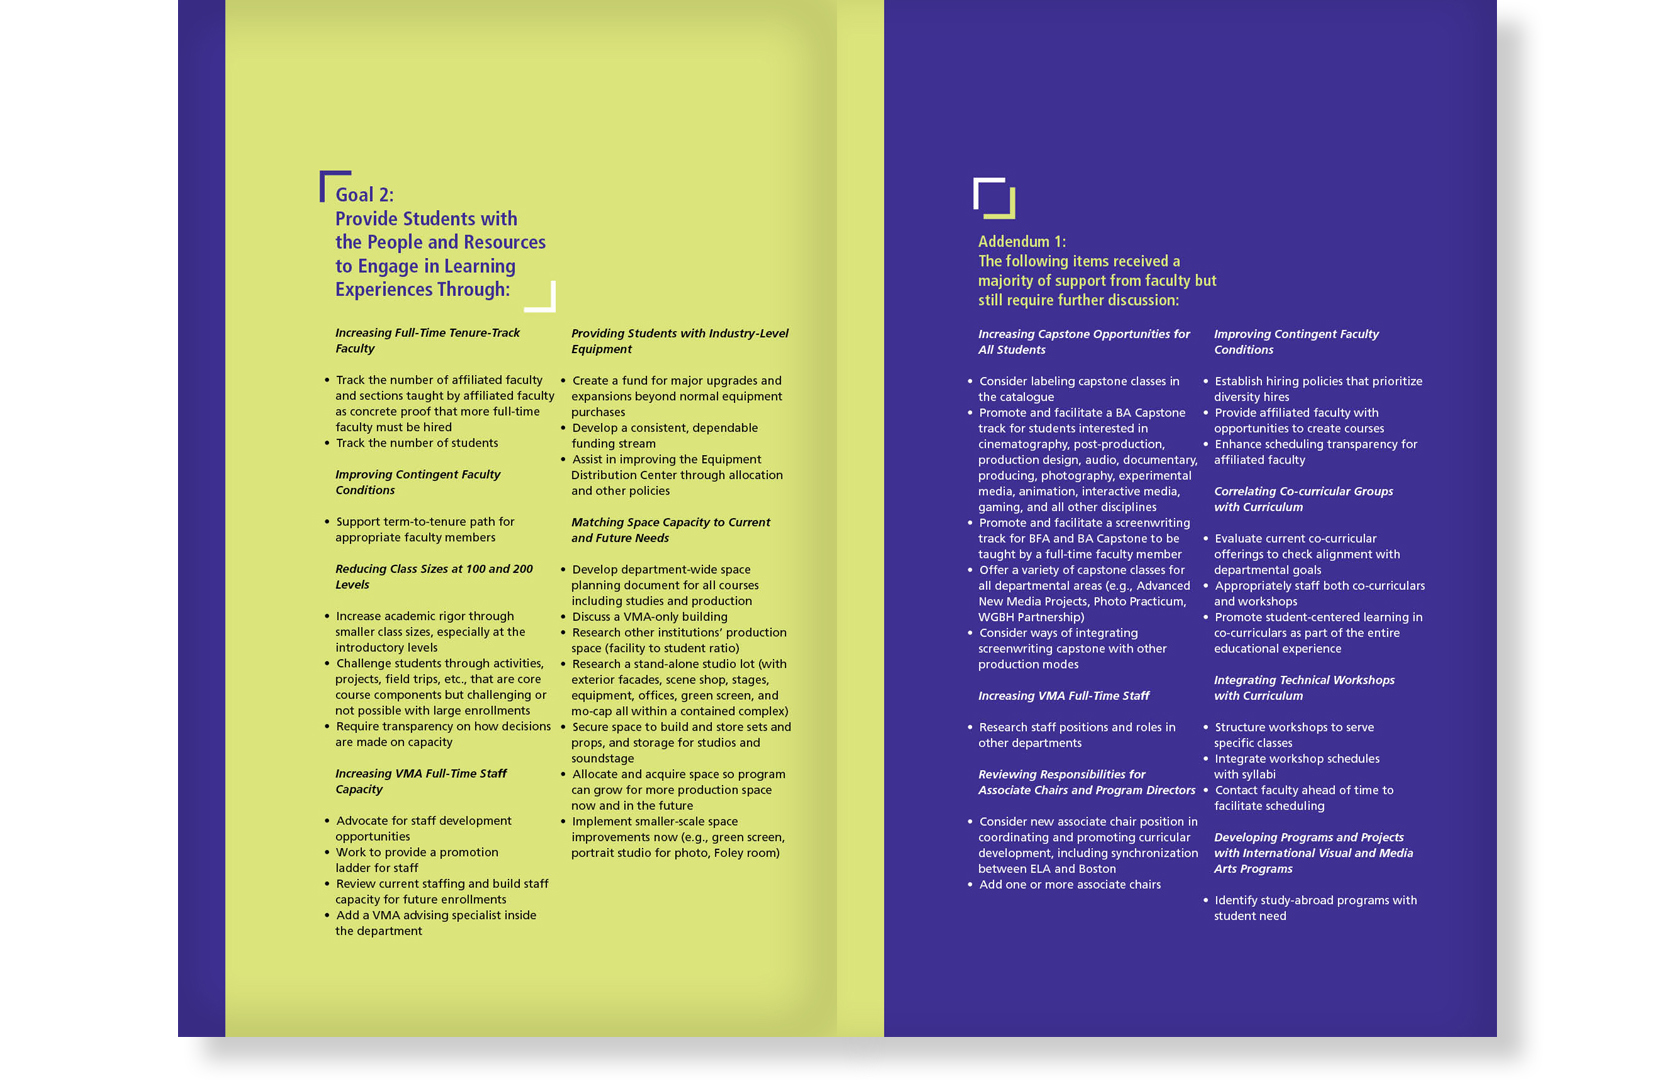 Goal 2:
Provide Students with
the People and Resources
to Engage in Learning
Experiences Through:
Increasing Full-Time Tenure-Track
Faculty
• Track the number of affiliated faculty
and sections taught by affiliated faculty
as concrete proof that more full-time
faculty must be hired
• Track the number of students
Improving Contingent Faculty
Conditions
• Support term-to-tenure path for
appropriate faculty members
Reducing Class Sizes at 100 and 200
Levels
• Increase academic rigor through
smaller class sizes, especially at the
introductory levels
• Challenge students through activities,
projects, field trips, etc., that are core
course components but challenging or
not possible with large enrollments
• Require transparency on how decisions
are made on capacity
Increasing VMA Full-Time Staff
Capacity
• Advocate for staff development
opportunities
• Work to provide a promotion
ladder for staff
• Review current staffing and build staff
capacity for future enrollments
• Add a VMA advising specialist inside
the department
Providing Students with Industry-Level
Equipment
• Create a fund for major upgrades and
expansions beyond normal equipment
purchases
• Develop a consistent, dependable
funding stream
• Assist in improving the Equipment
Distribution Center through allocation
and other policies
Matching Space Capacity to Current
and Future Needs
• Develop department-wide space
planning document for all courses
including studies and production
• Discuss a VMA-only building
• Research other institutions’ production
space (facility to student ratio)
• Research a stand-alone studio lot (with
exterior facades, scene shop, stages,
equipment, offices, green screen, and
mo-cap all within a contained complex)
• Secure space to build and store sets and
props, and storage for studios and
soundstage
• Allocate and acquire space so program
can grow for more production space
now and in the future
• Implement smaller-scale space
improvements now (e.g., green screen,
portrait studio for photo, Foley room)
Addendum 1:
The following items received a
majority of support from faculty but
still require further discussion:
Increasing Capstone Opportunities for
All Students
• Consider labeling capstone classes in
the catalogue
• Promote and facilitate a BA Capstone
track for students interested in
cinematography, post-production,
production design, audio, documentary,
producing, photography, experimental
media, animation, interactive media,
gaming, and all other disciplines
• Promote and facilitate a screenwriting
track for BFA and BA Capstone to be
taught by a full-time faculty member
• Offer a variety of capstone classes for
all departmental areas (e.g., Advanced
New Media Projects, Photo Practicum,
WGBH Partnership)
• Consider ways of integrating
screenwriting capstone with other
production modes
Increasing VMA Full-Time Staff
• Research staff positions and roles in
other departments
Reviewing Responsibilities for
Associate Chairs and Program Directors
• Consider new associate chair position in
coordinating and promoting curricular
development, including synchronization
between ELA and Boston
• Add one or more associate chairs
Improving Contingent Faculty
Conditions
• Establish hiring policies that prioritize
diversity hires
• Provide affiliated faculty with
opportunities to create courses
• Enhance scheduling transparency for
affiliated faculty
Correlating Co-curricular Groups
with Curriculum
• Evaluate current co-curricular
offerings to check alignment with
departmental goals
• Appropriately staff both co-curriculars
and workshops
• Promote student-centered learning in
co-curriculars as part of the entire
educational experience
Integrating Technical Workshops
with Curriculum
• Structure workshops to serve
specific classes
• Integrate workshop schedules
with syllabi
• Contact faculty ahead of time to
facilitate scheduling
Developing Programs and Projects
with International Visual and Media
Arts Programs
• Identify study-abroad programs with
student need